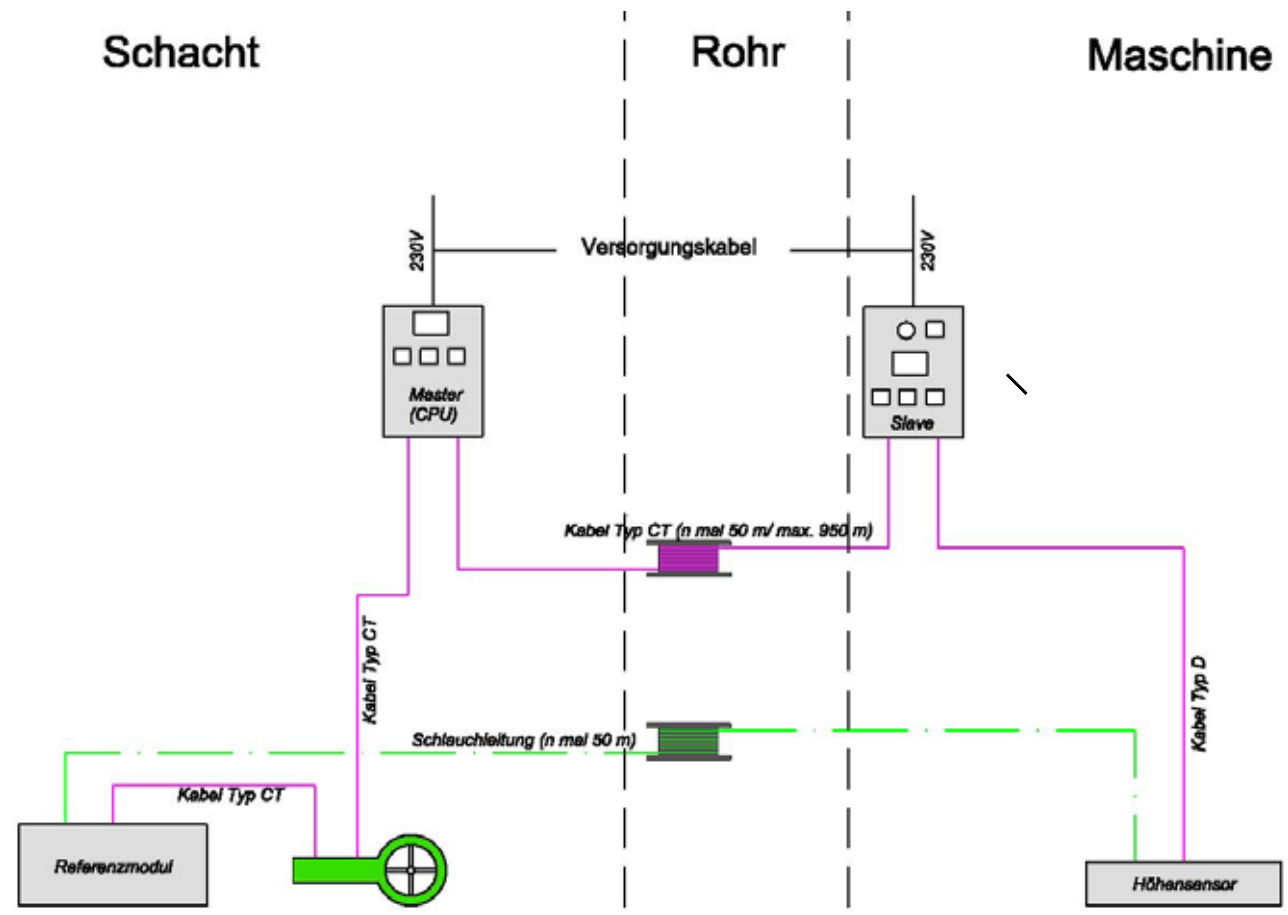 Schacht
Rohr
Maschine
230V
Versorgungskabel
230V
Master
(CPU)
Slave
Kabel Typ CT (n mal 50 m/ max. 950 m)
Kabel Typ CT
Kabel Typ D
Schlauchleitung (n mal 50 m)
Kabel Typ CT
Referenzmodul
Höhensensor